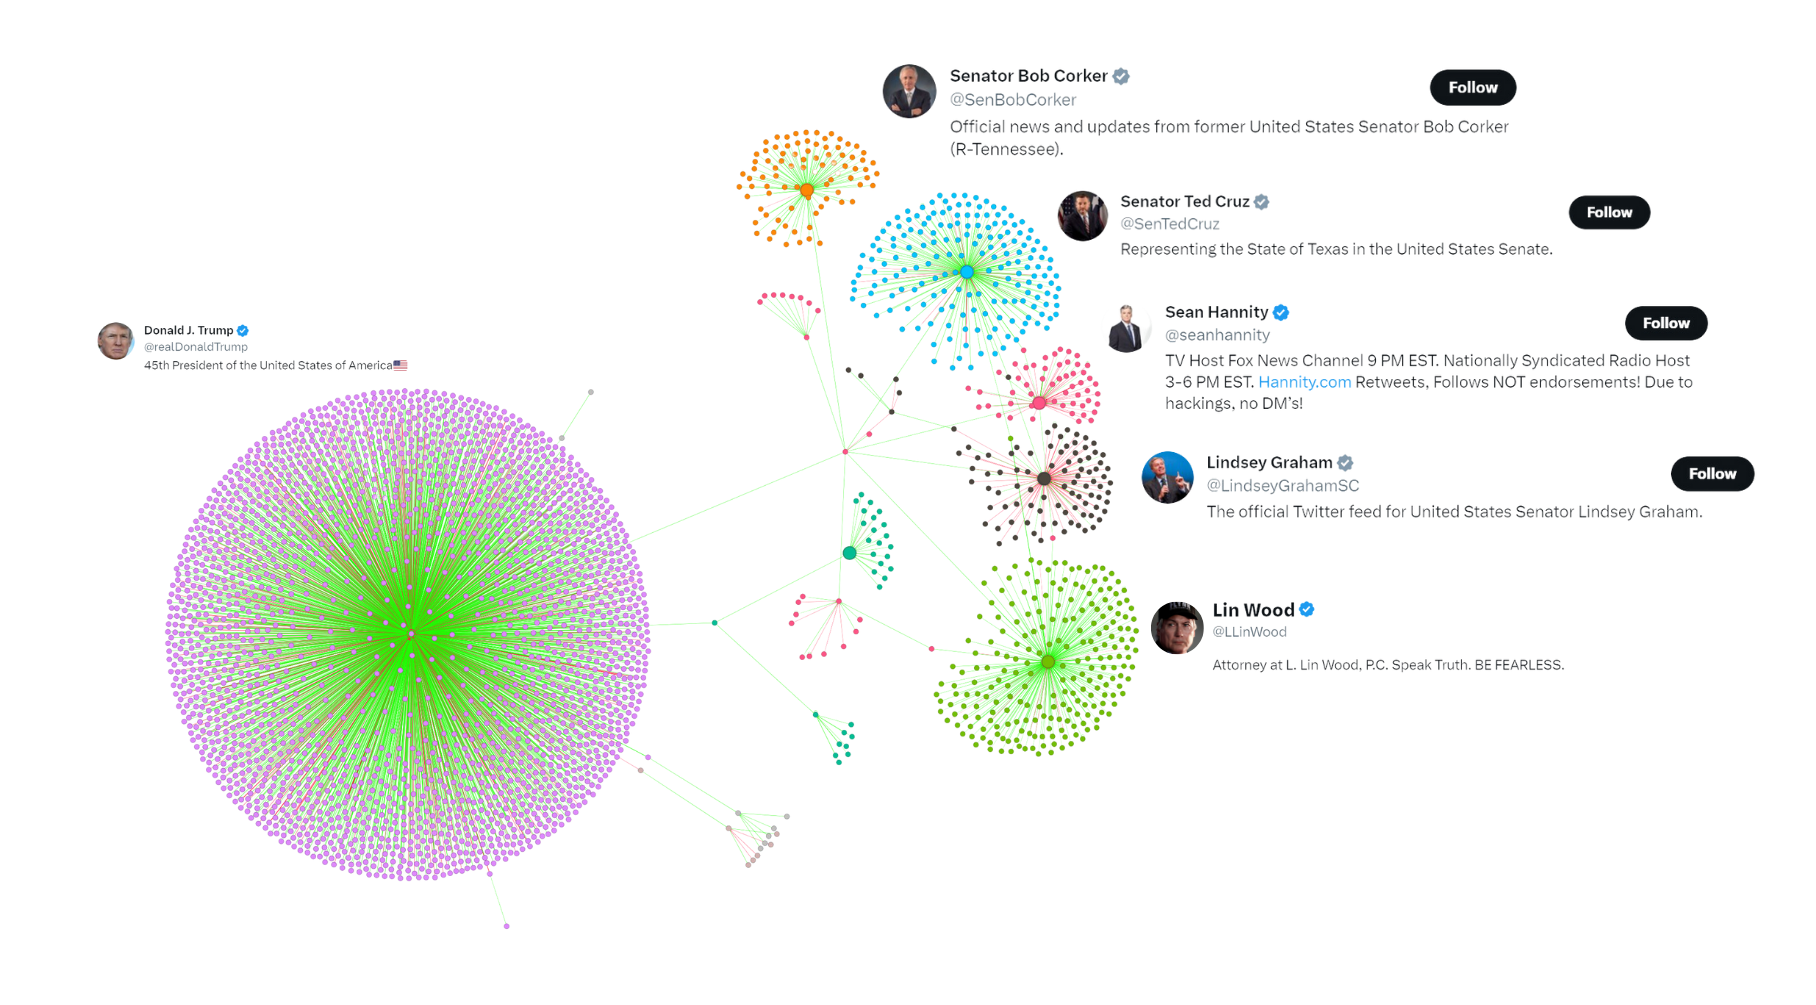 Senator Bob Corker
@SenBobCorker
Follow
Official news and updates from former United States Senator Bob Corker
(R-Tennessee).
Senator Ted Cruz
@SenTedCruz
Follow
Representing the State of Texas in the United States Senate.
Sean Hannity
@seanhannity
Follow
TV Host Fox News Channel 9 PM EST. Nationally Syndicated Radio Host
3-6 PM EST. Hannity.com Retweets, Follows NOT endorsements! Due to
hackings, no DM's!
Donald J. Trump
@realDonaldTrump
45th President of the United States of America🇺🇸
Lindsey Graham
@LindseyGrahamSC
Follow
The official Twitter feed for United States Senator Lindsey Graham.
Lin Wood
@LLinWood
Attorney at L. Lin Wood, P.C. Speak Truth. BE FEARLESS.